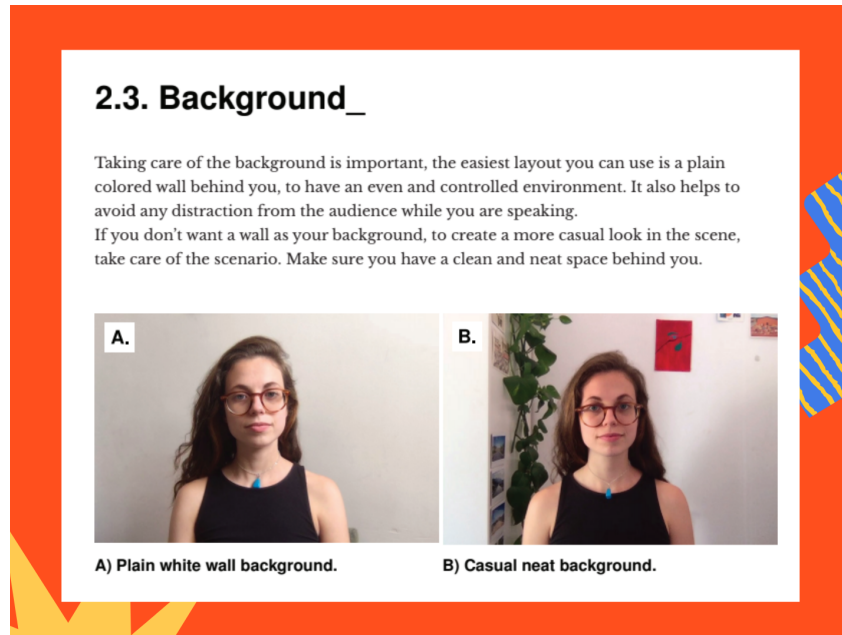 2.3. Background_
Taking care of the background is important, the easiest layout you can use is a plain
colored wall behind you, to have an even and controlled environment. It also helps to
avoid any distraction from the audience while you are speaking.
If you don’t want a wall as your background, to create a more casual look in the scene,
take care of the scenario. Make sure you have a clean and neat space behind you.
A.
B.
A) Plain white wall background.
B) Casual neat background.